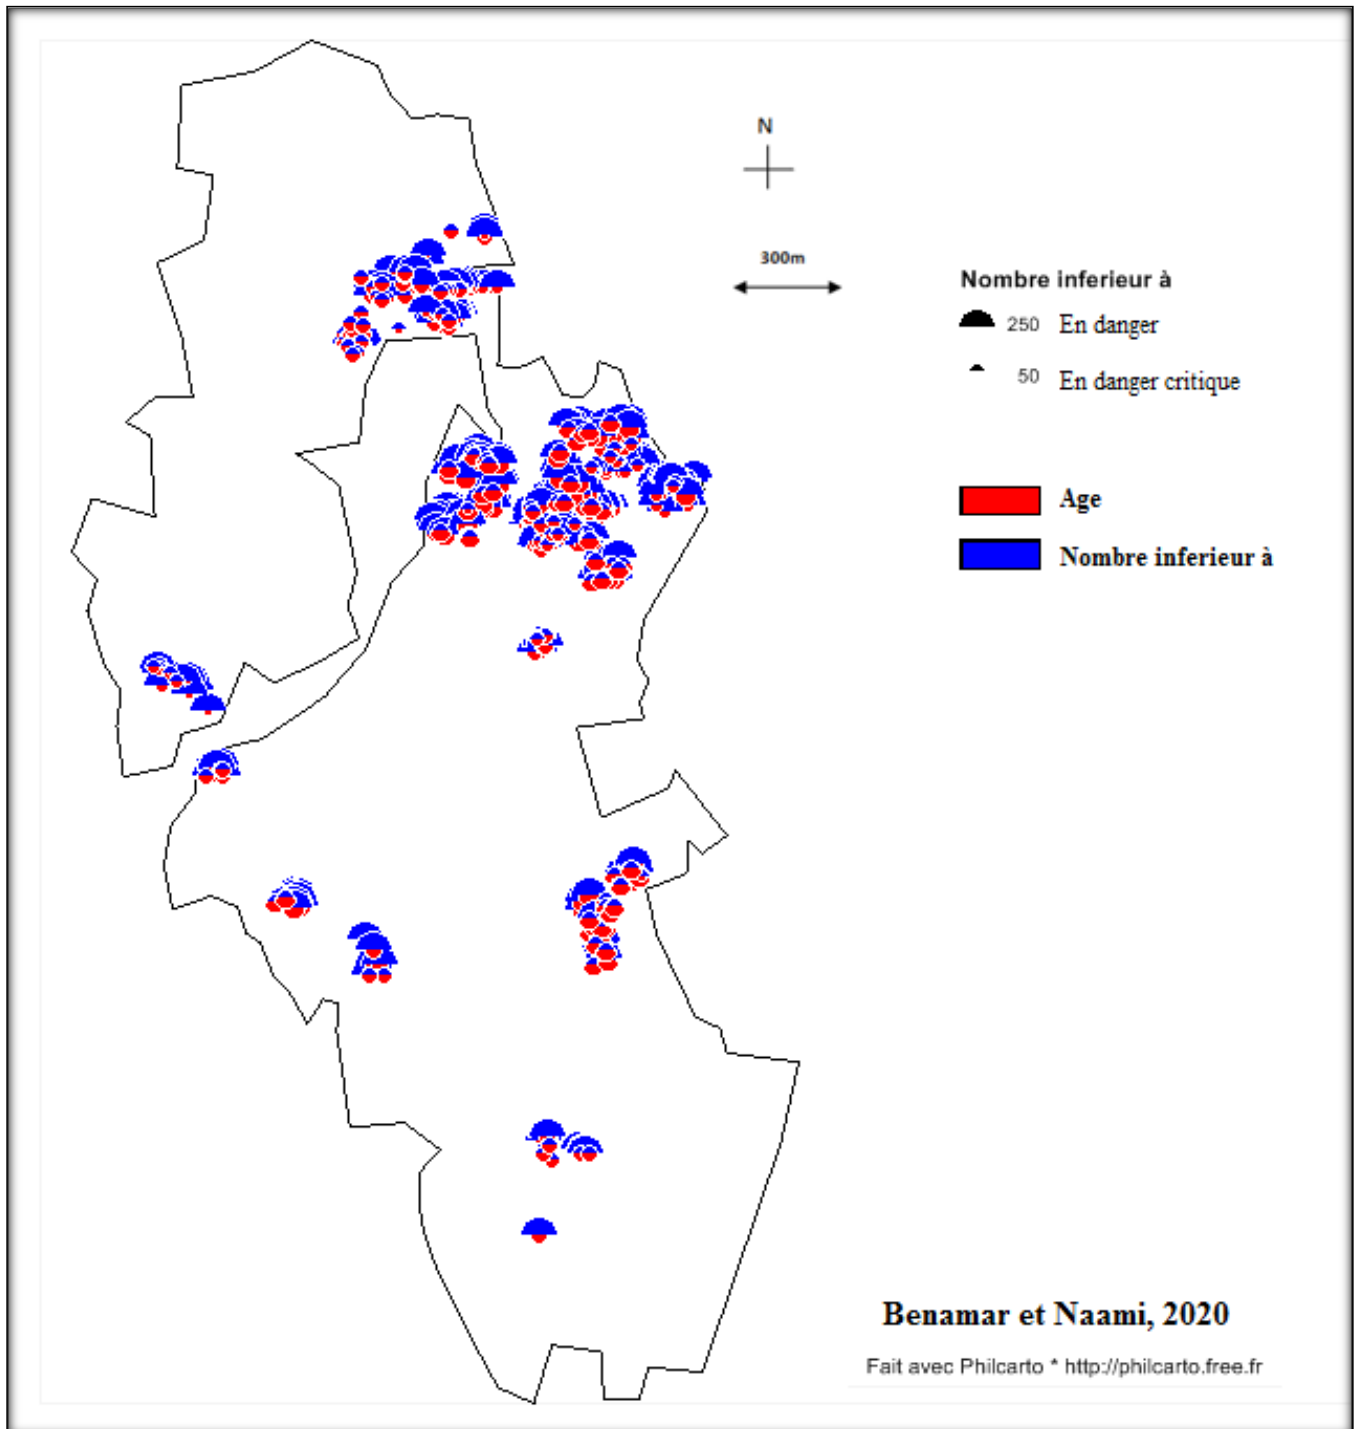 N
300m
Nombre inferieur à
250 En danger
50 En danger critique
Age
Nombre inferieur à
Benamar et Naami, 2020
Fait avec Philcarto * http://philcarto.free.fr